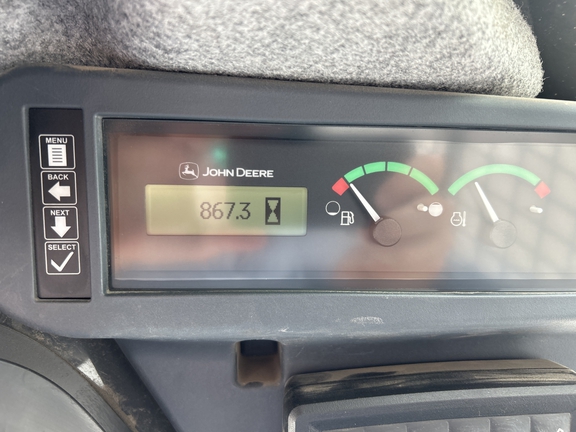 MENU
BACK
NEXT
SELECT
JOHN DEERE
867.3